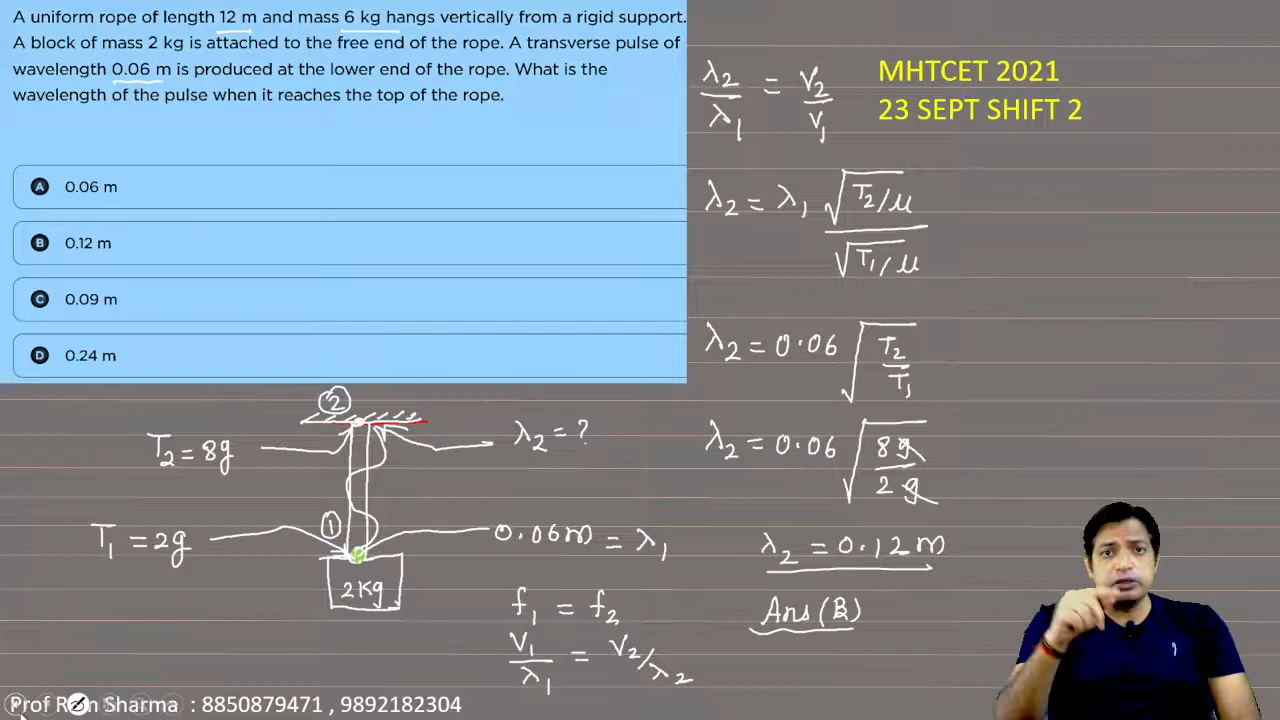 A uniform rope of length 12 m and mass 6 kg hangs vertically from a rigid support.
A block of mass 2 kg is attached to the free end of the rope. A transverse pulse of
wavelength 0.06 m is produced at the lower end of the rope. What is the
wavelength of the pulse when it reaches the top of the rope.
A 0.06 m
B 0.12 m
C 0.09 m
D 0.24 m
MHTCET 2021
23 SEPT SHIFT 2
λ2/λ1 = V2/V1
λ2 = λ1 √T2/μ / √T1/μ
λ2 = 0.06 √T2/T1
λ2 = 0.06 √8g/2g
λ2 = 0.12m
Ans (B)
②
T2 = 8g
λ2 = ?
①
T1 = 2g
0.06m = λ1
2Kg
f1 = f2
V1/λ1 = V2/λ2
Prof Ram Sharma : 8850879471 , 9892182304